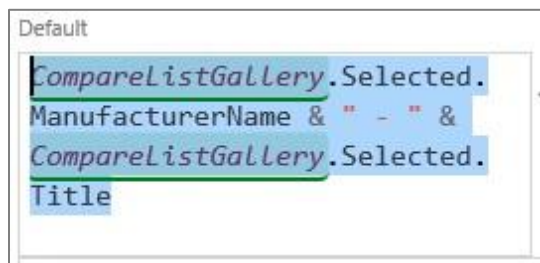 Default
CompareListGallery.Selected.
ManufacturerName & " - " &
CompareListGallery.Selected.
Title